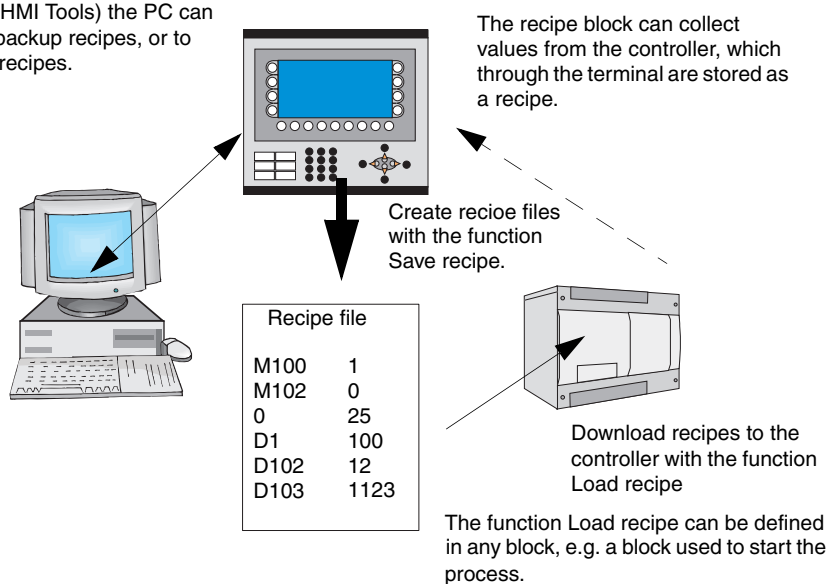 (HMI Tools) the PC can
backup recipes, or to
recipes.
The recipe block can collect
values from the controller, which
through the terminal are stored as
a recipe.
Create recioe files
with the function
Save recipe.
Recipe file
M100 1
M102 0
0 25
D1 100
D102 12
D103 1123
Download recipes to the
controller with the function
Load recipe
The function Load recipe can be defined
in any block, e.g. a block used to start the
process.